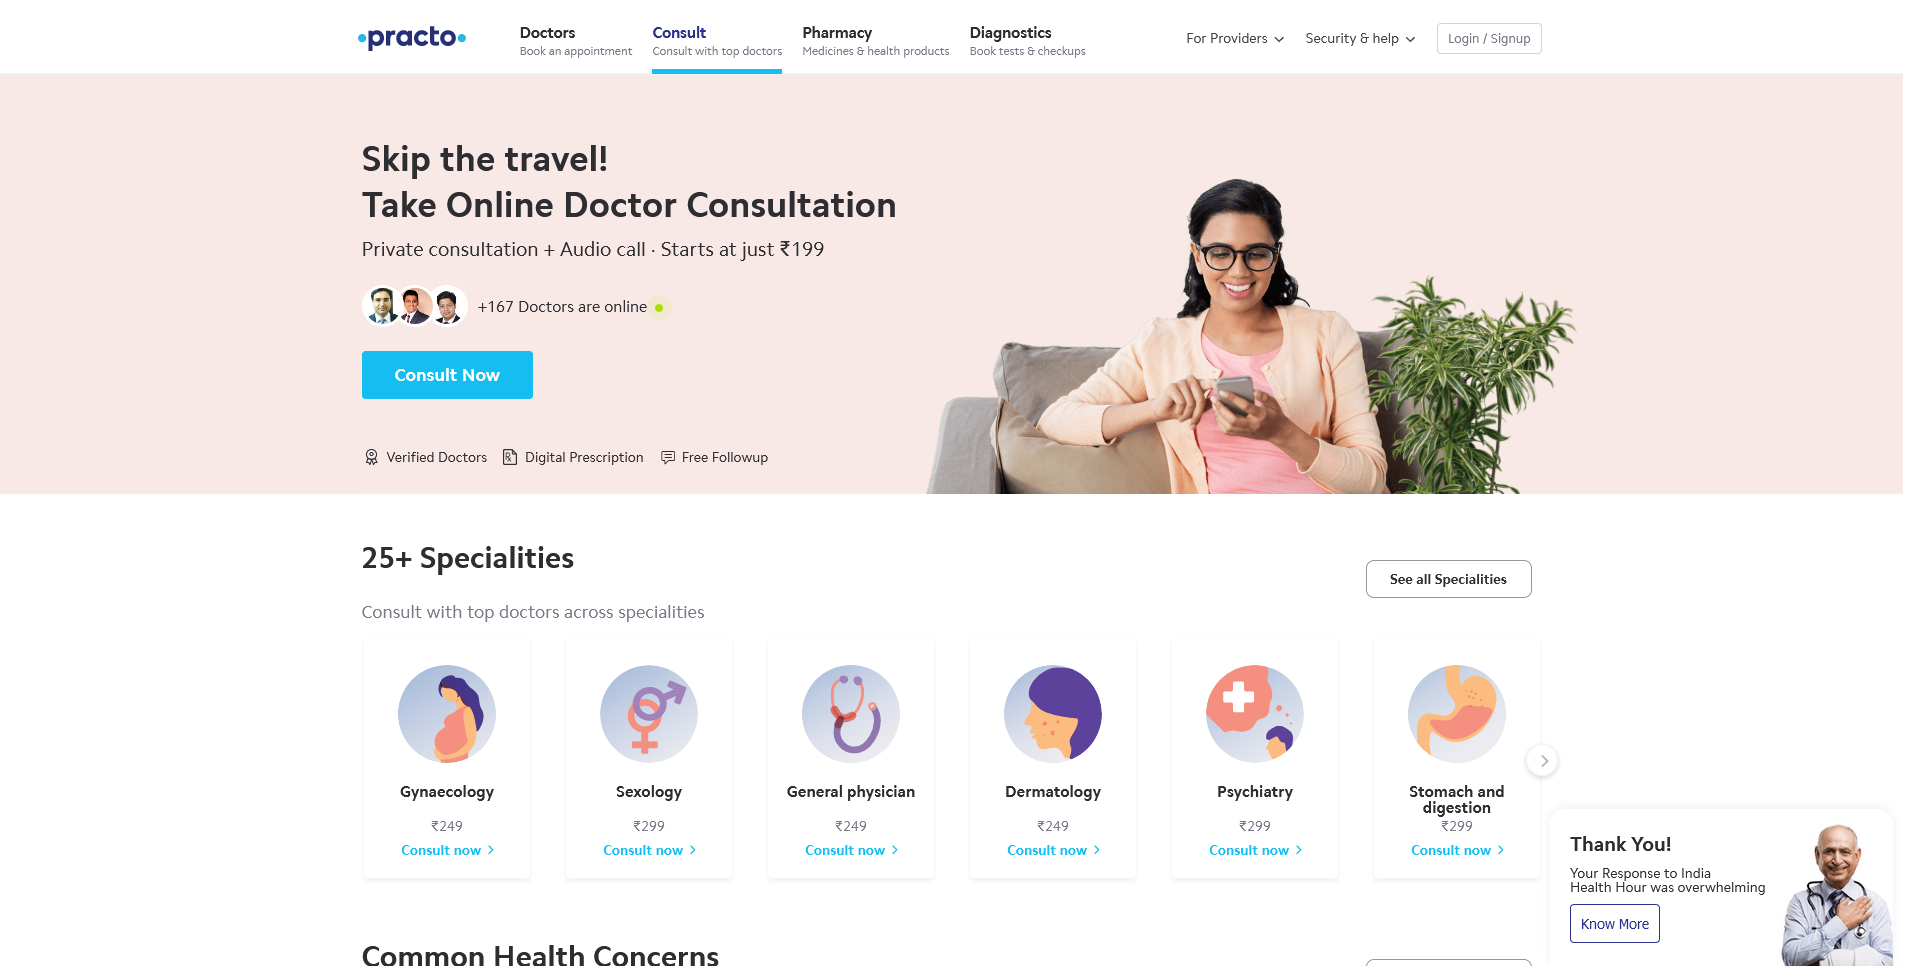 practo
Doctors
Book an appointment
Consult
Consult with top doctors
Pharmacy
Medicines & health products
Diagnostics
Book tests & checkups
For Providers
Security & help
Login / Signup
Skip the travel!
Take Online Doctor Consultation
Private consultation + Audio call · Starts at just ₹199
+167 Doctors are online
Consult Now
Verified Doctors
Digital Prescription
Free Followup
25+ Specialities
See all Specialities
Consult with top doctors across specialities
Gynaecology
₹249
Consult now
Sexology
₹299
Consult now
General physician
₹249
Consult now
Dermatology
₹249
Consult now
Psychiatry
₹299
Consult now
Stomach and
digestion
₹299
Consult now
Thank You!
Your Response to India
Health Hour was overwhelming
Know More
Common Health Concerns